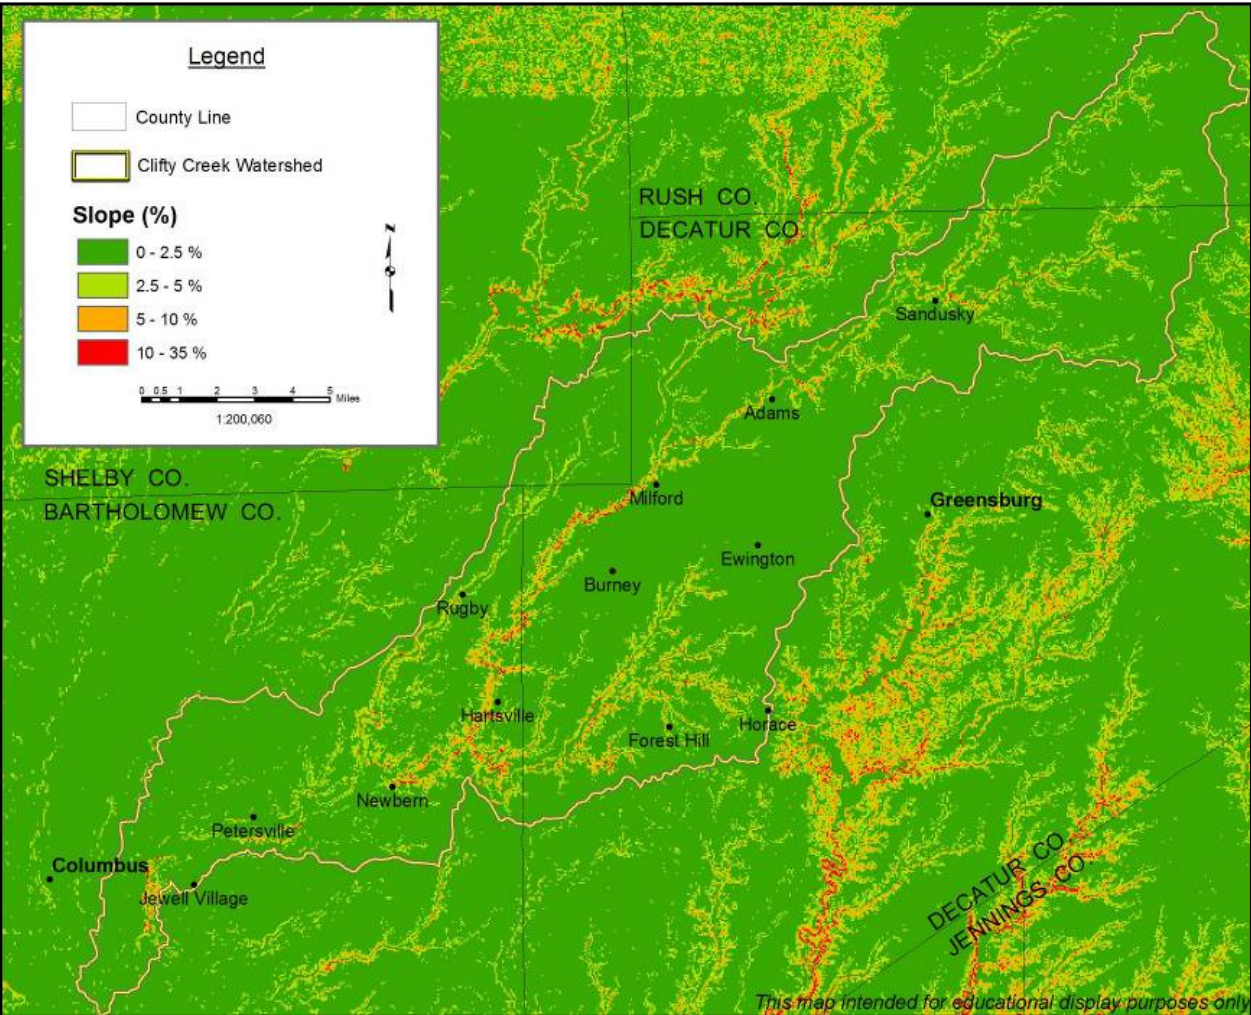 Legend
County Line
Clifty Creek Watershed
Slope (%)
0 - 2.5 %
2.5 - 5 %
5 - 10 %
10 - 35 %
N
0 0.5 1 2 3 4 5 Miles
1:200,060
RUSH CO.
DECATUR CO.
Sandusky
Adams
SHELBY CO.
BARTHOLOMEW CO.
Milford
Greensburg
Ewington
Burney
Rugby
Hartsville
Forest Hill
Horace
Newbern
Petersville
Columbus
Jewell Village
DECATUR CO.
JENNINGS CO.
This map intended for educational display purposes only